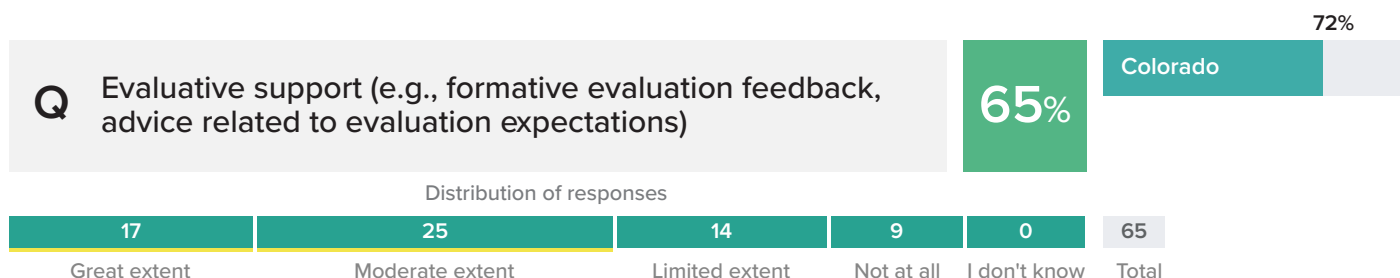 72%
Q Evaluative support (e.g., formative evaluation feedback,
advice related to evaluation expectations)
65%
Colorado
Distribution of responses
17 25 14 9 0 65
Great extent Moderate extent Limited extent Not at all I don't know Total